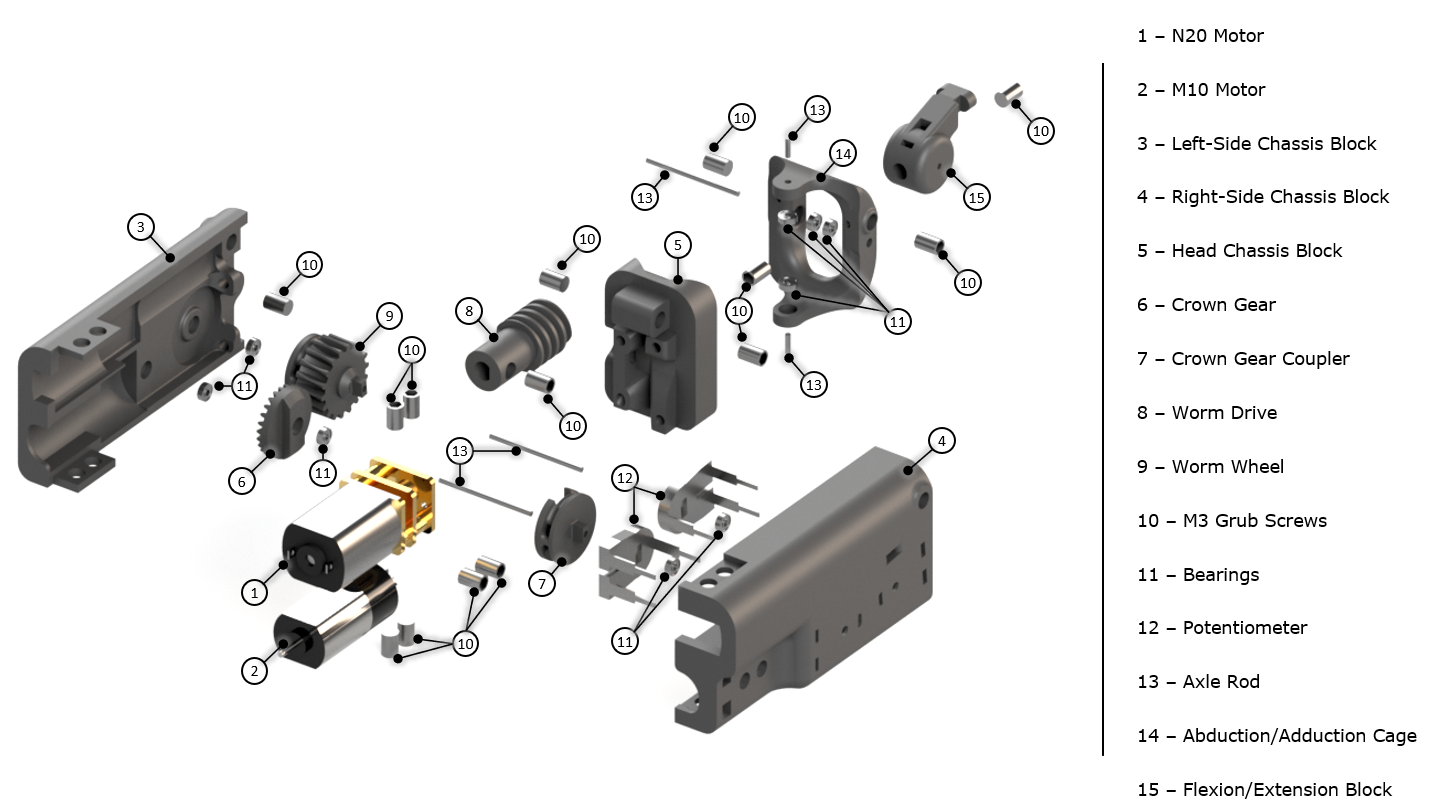 13
10
10
14
13
15
3
10
5
10
10
10
8
9
11
10
11
13
10
4
13
6
11
12
1
7
11
10
2
1 – N20 Motor
2 – M10 Motor
3 – Left-Side Chassis Block
4 – Right-Side Chassis Block
5 – Head Chassis Block
6 – Crown Gear
7 – Crown Gear Coupler
8 – Worm Drive
9 – Worm Wheel
10 – M3 Grub Screws
11 – Bearings
12 – Potentiometer
13 – Axle Rod
14 – Abduction/Adduction Cage
15 – Flexion/Extension Block